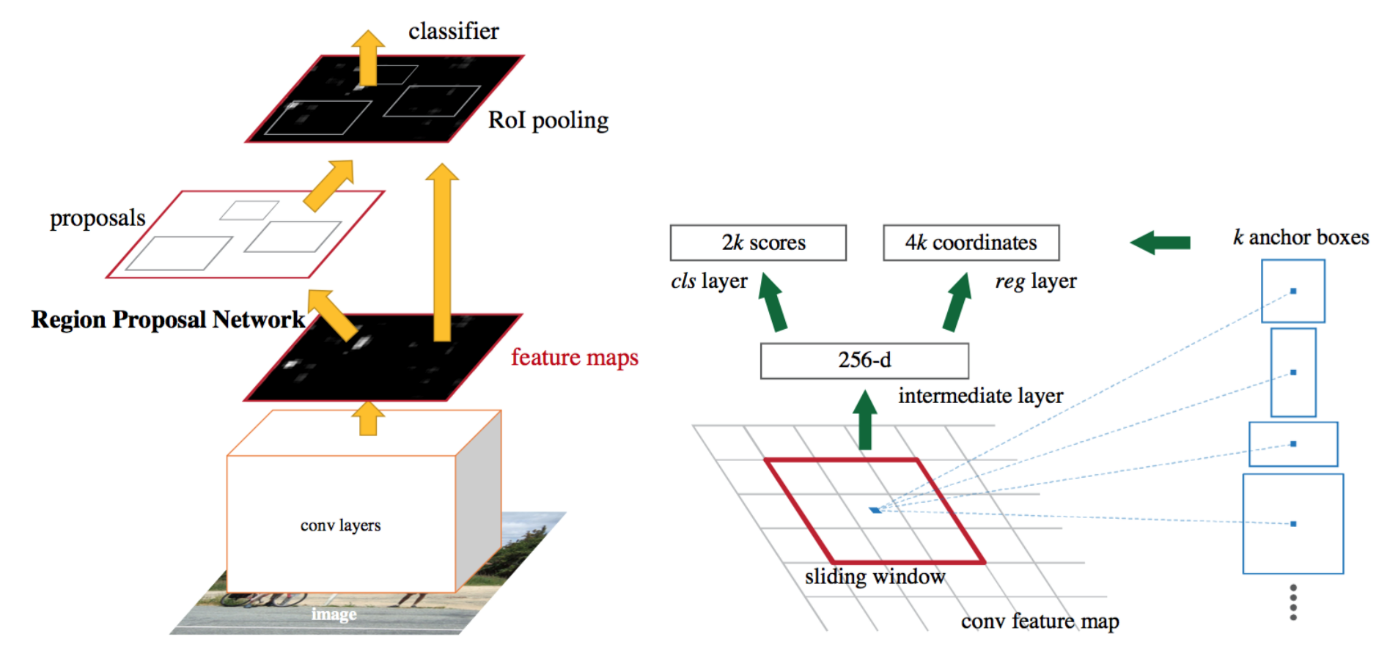 classifier
RoI pooling
proposals
Region Proposal Network
feature maps
conv layers
image
2k scores
4k coordinates
k anchor boxes
cls layer
reg layer
256-d
intermediate layer
sliding window
conv feature map